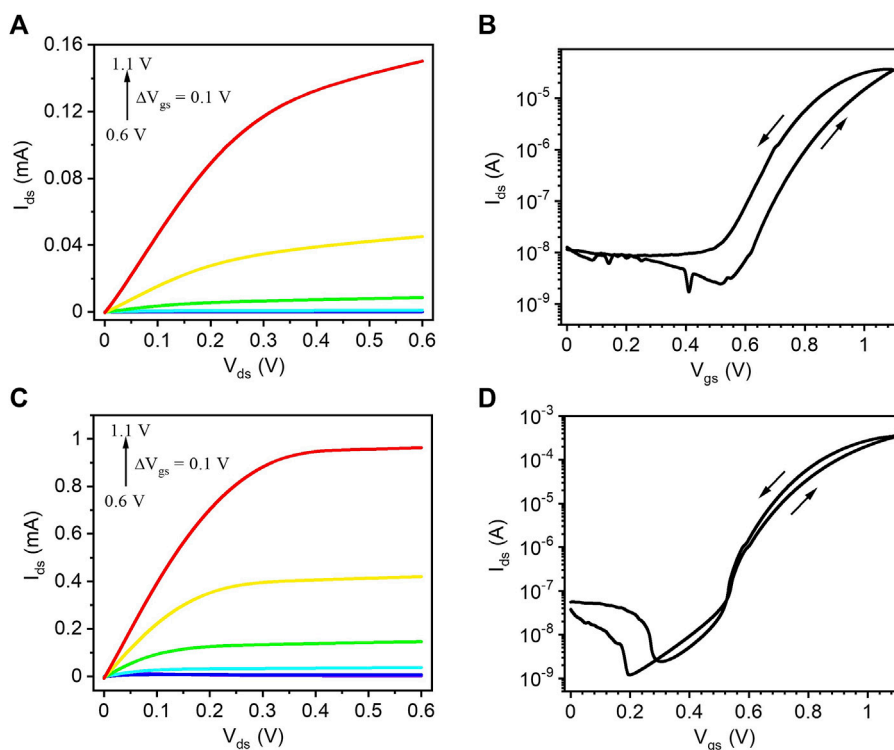 A
I_ds (mA)
0.16
0.12
0.08
0.04
0
1.1 V
ΔV_gs = 0.1 V
0.6 V
0 0.1 0.2 0.3 0.4 0.5 0.6
V_ds (V)
B
I_ds (A)
10^-5
10^-6
10^-7
10^-8
10^-9
0 0.2 0.4 0.6 0.8 1
V_gs (V)
C
I_ds (mA)
1
0.8
0.6
0.4
0.2
0
1.1 V
ΔV_gs = 0.1 V
0.6 V
0 0.1 0.2 0.3 0.4 0.5 0.6
V_ds (V)
D
I_ds (A)
10^-3
10^-4
10^-5
10^-6
10^-7
10^-8
10^-9
0 0.2 0.4 0.6 0.8 1
V_gs (V)